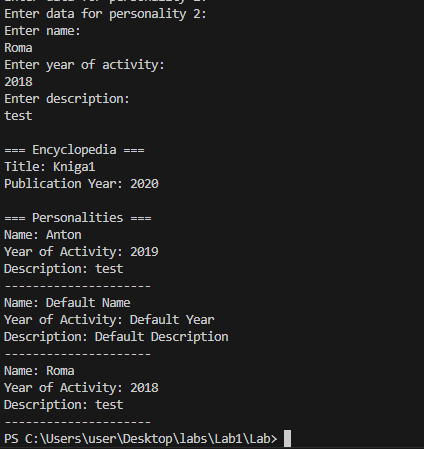 Enter data for personality 2:
Enter name:
Roma
Enter year of activity:
2018
Enter description:
test
=== Encyclopedia ===
Title: Kniga1
Publication Year: 2020
=== Personalities ===
Name: Anton
Year of Activity: 2019
Description: test
---------------------
Name: Default Name
Year of Activity: Default Year
Description: Default Description
---------------------
Name: Roma
Year of Activity: 2018
Description: test
---------------------
PS C:\Users\user\Desktop\labs\Lab1\Lab>